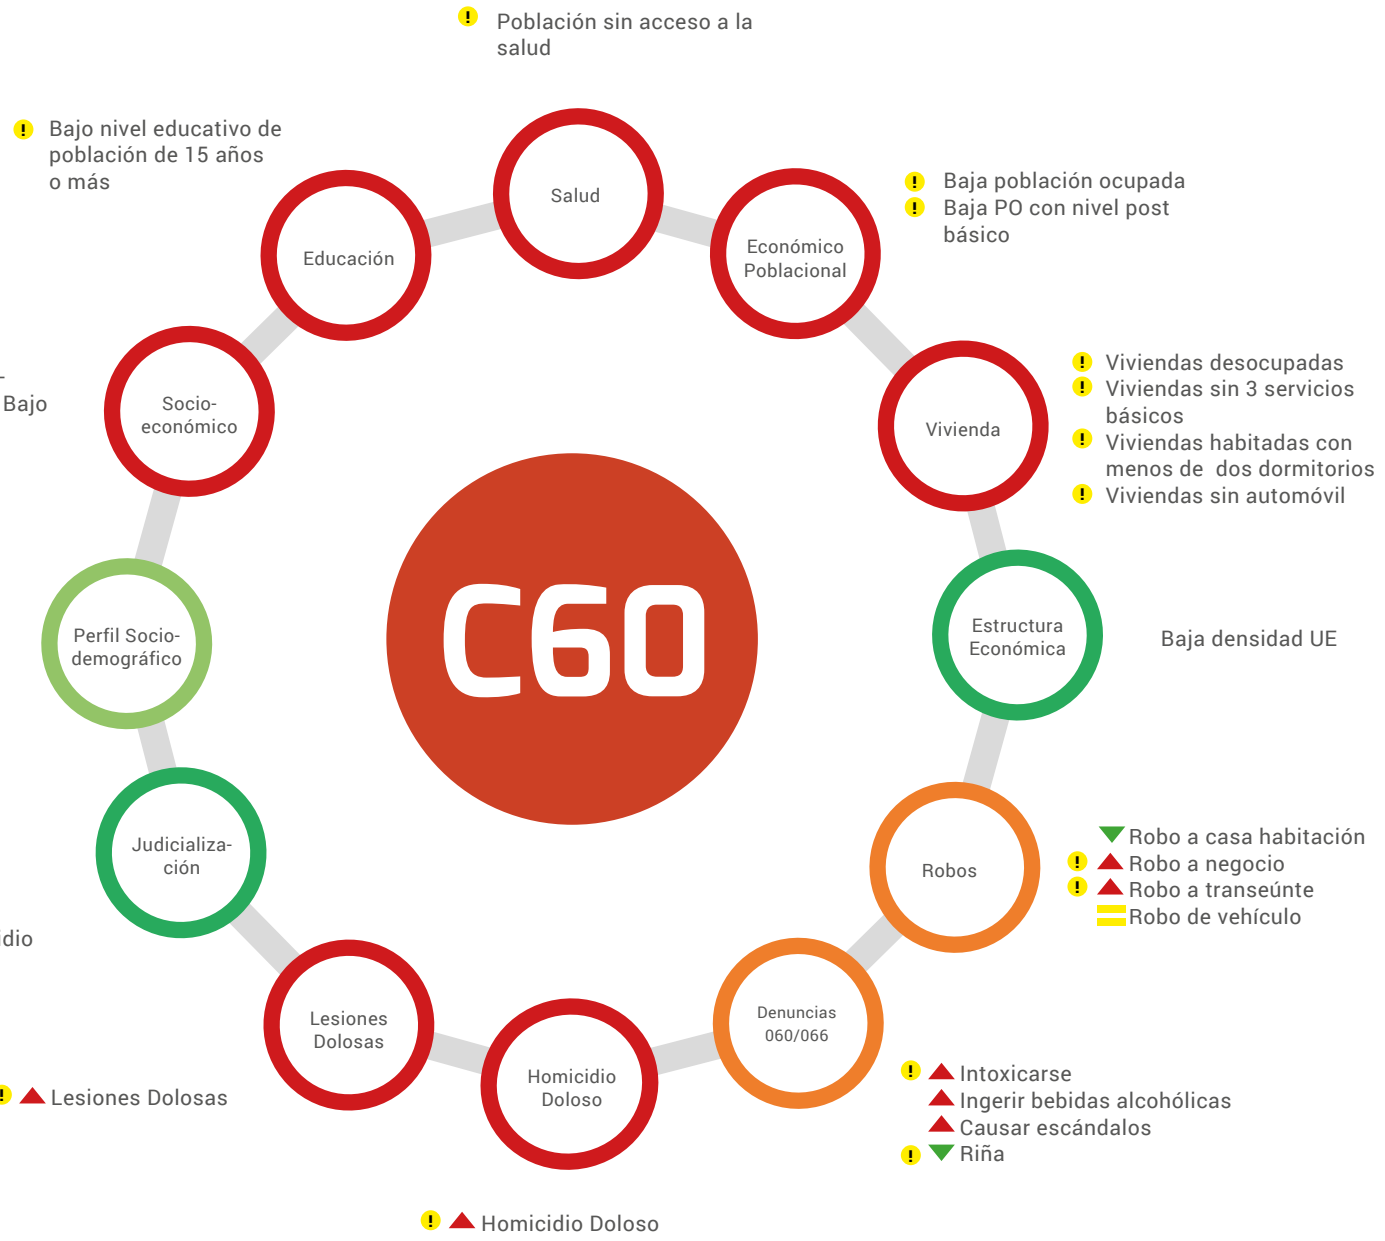 Población sin acceso a la
salud
Bajo nivel educativo de
población de 15 años
o más
Salud
Baja población ocupada
Baja PO con nivel post
básico
Educación
Económico
Poblacional
Viviendas desocupadas
Viviendas sin 3 servicios
básicos
Viviendas habitadas con
menos de dos dormitorios
Viviendas sin automóvil
Bajo
Socio-
económico
Vivienda
C60
Perfil Socio-
demográfico
Estructura
Económica
Baja densidad UE
Judicializa-
ción
Robos
Robo a casa habitación
Robo a negocio
Robo a transeúnte
Robo de vehículo
Lesiones
Dolosas
Denuncias
060/066
Homicidio
Doloso
Lesiones Dolosas
Intoxicarse
Ingerir bebidas alcohólicas
Causar escándalos
Riña
Homicidio Doloso